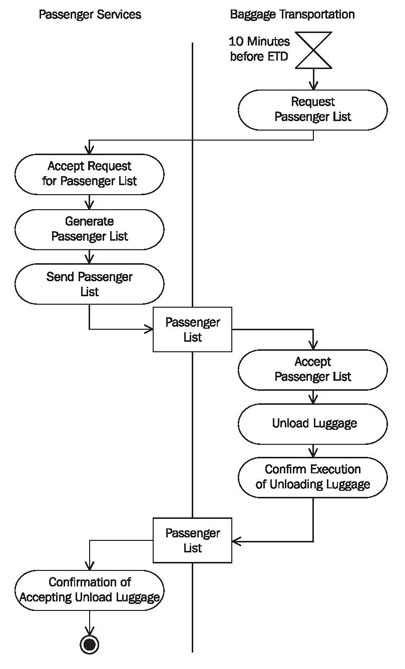 Passenger Services
Baggage Transportation
10 Minutes
before ETD
Request
Passenger List
Accept Request
for Passenger List
Generate
Passenger List
Send Passenger
List
Passenger
List
Accept
Passenger List
Unload Luggage
Confirm Execution
of Unloading Luggage
Passenger
List
Confirmation of
Accepting Unload Luggage